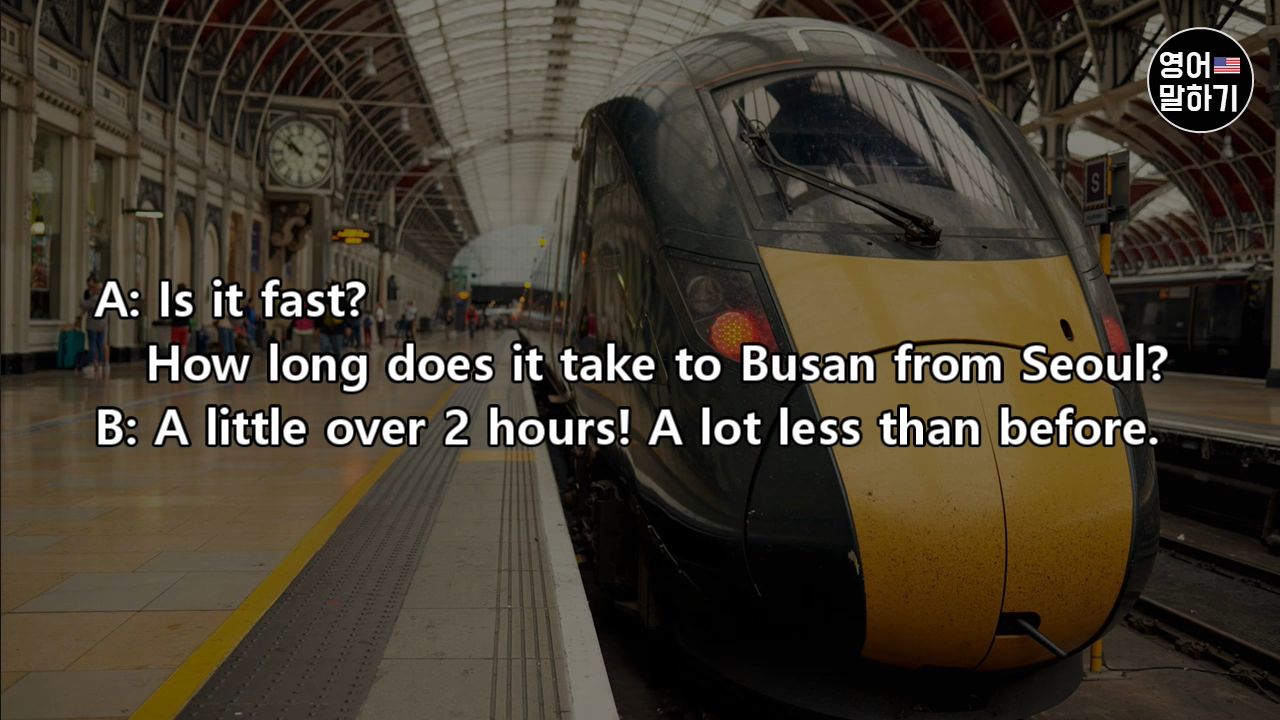 영어
말하기
S
A: Is it fast?
How long does it take to Busan from Seoul?
B: A little over 2 hours! A lot less than before.